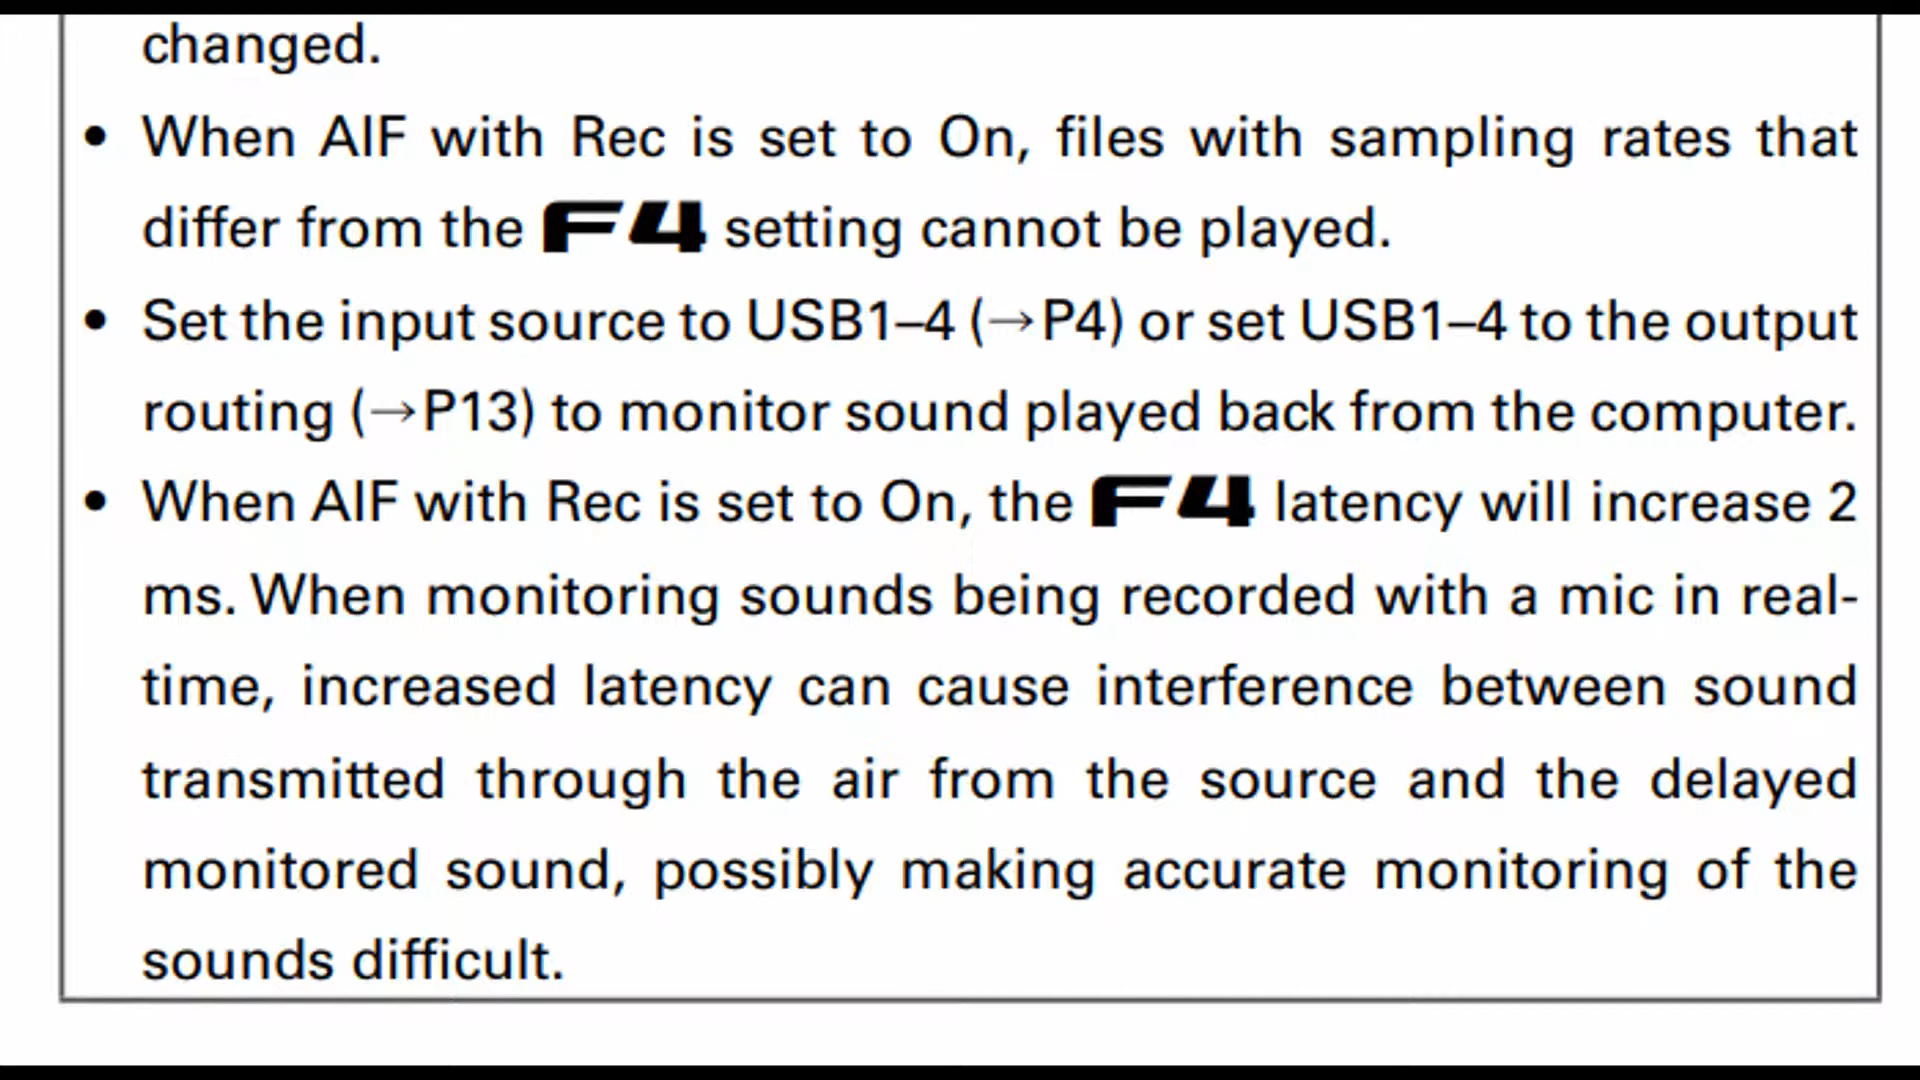 changed.
• When AIF with Rec is set to On, files with sampling rates that
differ from the F4 setting cannot be played.
• Set the input source to USB1–4 (→P4) or set USB1–4 to the output
routing (→P13) to monitor sound played back from the computer.
• When AIF with Rec is set to On, the F4 latency will increase 2
ms. When monitoring sounds being recorded with a mic in real-
time, increased latency can cause interference between sound
transmitted through the air from the source and the delayed
monitored sound, possibly making accurate monitoring of the
sounds difficult.